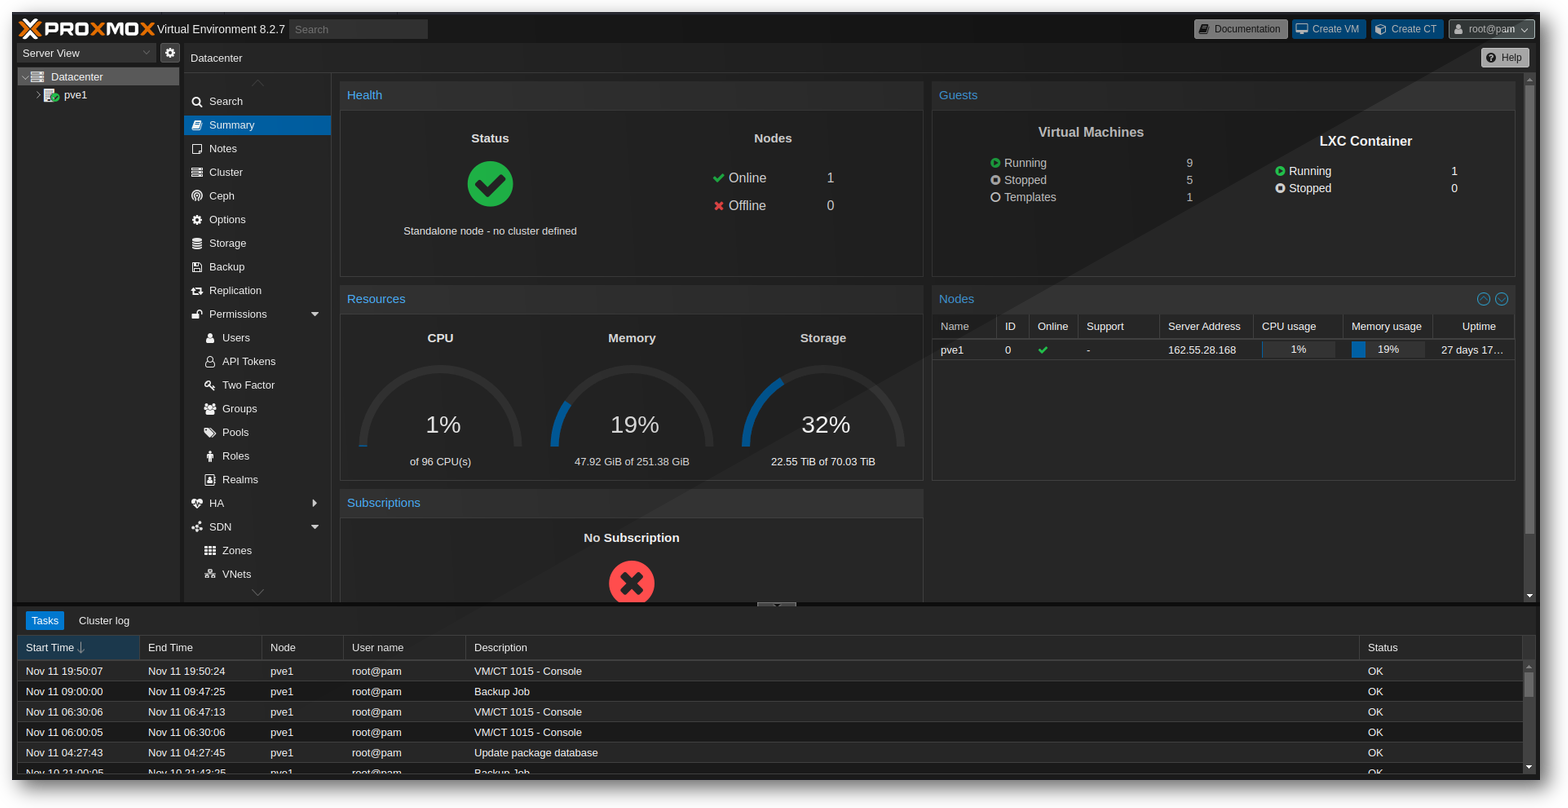 PROXMOX Virtual Environment 8.2.7 Search Documentation Create VM Create CT root@pam
Server View
Datacenter
pve1
Datacenter Help
Search
Summary
Notes
Cluster
Ceph
Options
Storage
Backup
Replication
Permissions
Users
API Tokens
Two Factor
Groups
Pools
Roles
Realms
HA
SDN
Zones
VNets
Health
Status
Standalone node - no cluster defined
Nodes
Online 1
Offline 0
Guests
Virtual Machines
Running 9
Stopped 5
Templates 1
LXC Container
Running 1
Stopped 0
Resources
CPU
1%
of 96 CPU(s)
Memory
19%
47.92 GiB of 251.38 GiB
Storage
32%
22.55 TiB of 70.03 TiB
Nodes
Name ID Online Support Server Address CPU usage Memory usage Uptime
pve1 0 - 162.55.28.168 1% 19% 27 days 17…
Subscriptions
No Subscription
Tasks Cluster log
Start Time End Time Node User name Description Status
Nov 11 19:50:07 Nov 11 19:50:24 pve1 root@pam VM/CT 1015 - Console OK
Nov 11 09:00:00 Nov 11 09:47:25 pve1 root@pam Backup Job OK
Nov 11 06:30:06 Nov 11 06:47:13 pve1 root@pam VM/CT 1015 - Console OK
Nov 11 06:00:05 Nov 11 06:30:06 pve1 root@pam VM/CT 1015 - Console OK
Nov 11 04:27:43 Nov 11 04:27:45 pve1 root@pam Update package database OK
Nov 10 21:00:05 Nov 10 21:43:25 pve1 root@pam Backup Job OK